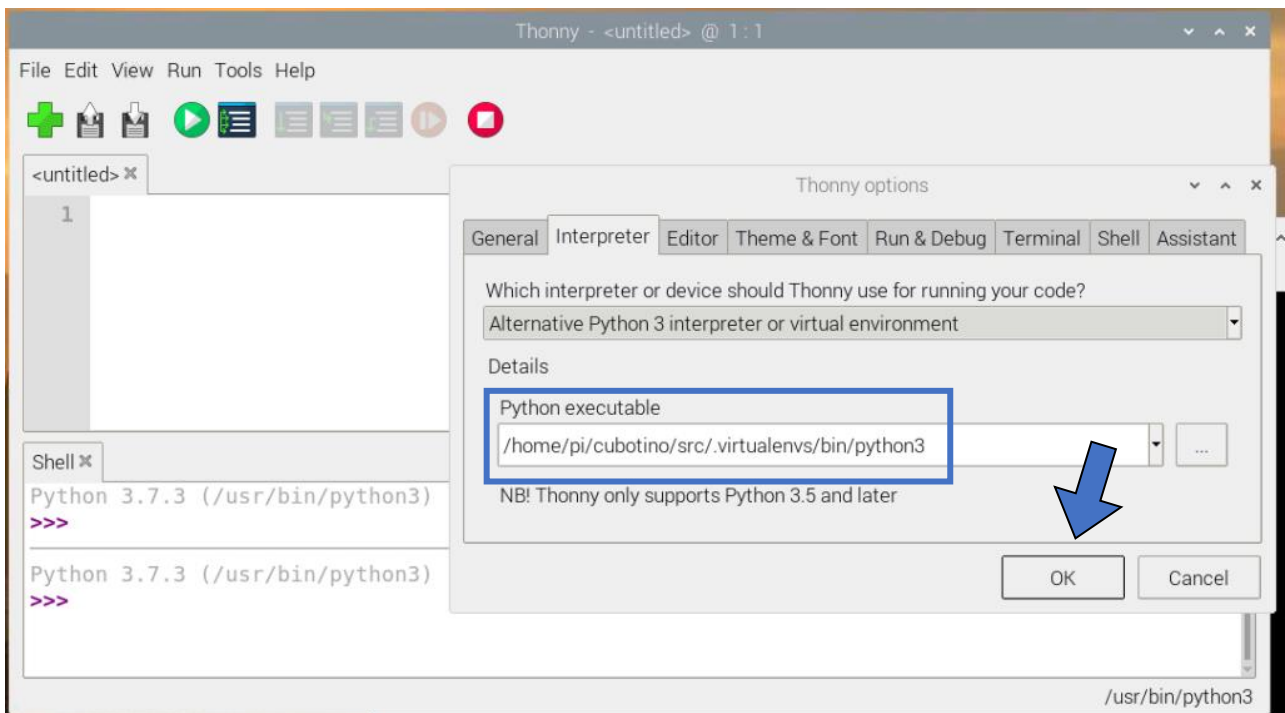 Thonny - <untitled> @ 1:1
File Edit View Run Tools Help
<untitled>
1
Thonny options
General Interpreter Editor Theme & Font Run & Debug Terminal Shell Assistant
Which interpreter or device should Thonny use for running your code?
Alternative Python 3 interpreter or virtual environment
Details
Python executable
/home/pi/cubotino/src/.virtualenvs/bin/python3
...
NB! Thonny only supports Python 3.5 and later
OK Cancel
Shell
Python 3.7.3 (/usr/bin/python3)
>>>
Python 3.7.3 (/usr/bin/python3)
>>>
/usr/bin/python3